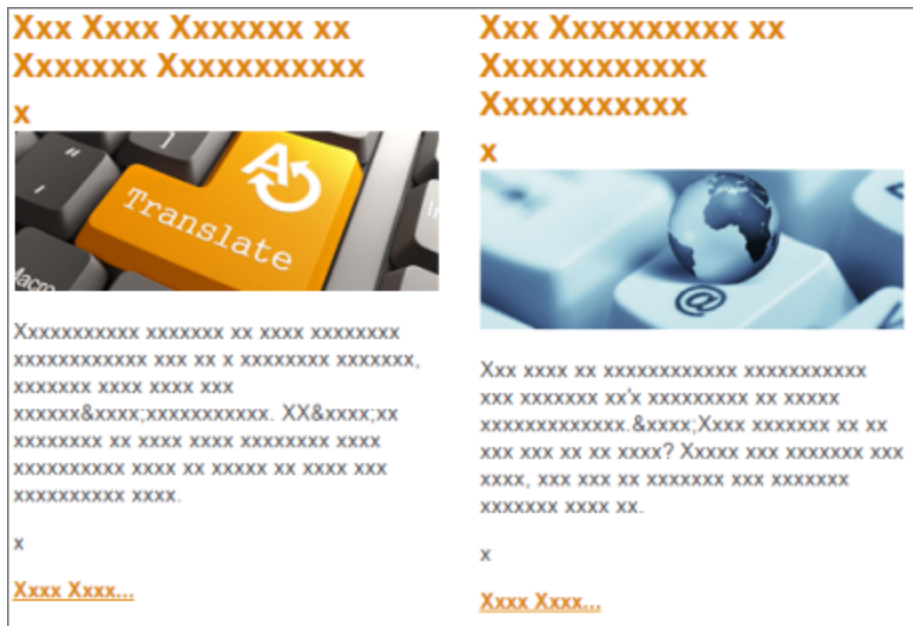 Xxx Xxxx Xxxxxxx xx
Xxxxxxx Xxxxxxxxxxx
x
"
'
]
A
Translate
Macro
In
Xxxxxxxxxxx xxxxxxx xx xxxx xxxxxxxx
xxxxxxxxxxxx xxx xx x xxxxxxxx xxxxxxx,
xxxxxxx xxxx xxxx xxx
xxxxxx&xxxx;xxxxxxxxxxx. XX&xxxx;xx
xxxxxxxx xx xxxx xxxx xxxxxxxx xxxx
xxxxxxxxxx xxxx xx xxxxx xx xxxx xxx
xxxxxxxxxx xxxx.
x
Xxxx Xxxx...
Xxx Xxxxxxxxxx xx
Xxxxxxxxxxxx
Xxxxxxxxxxx
x
@
Xxx xxxx xx xxxxxxxxxxxx xxxxxxxxxxx
xxx xxxxxxx xx'x xxxxxxxxx xx xxxxx
xxxxxxxxxxxxx.&xxxx;Xxxx xxxxxxx xx xx
xxx xxx xx xx xxxx? Xxxxx xxx xxxxxxx xxx
xxxx, xxx xxx xx xxxxxxx xxx xxxxxxx
xxxxxxx xxxx xx.
x
Xxxx Xxxx...